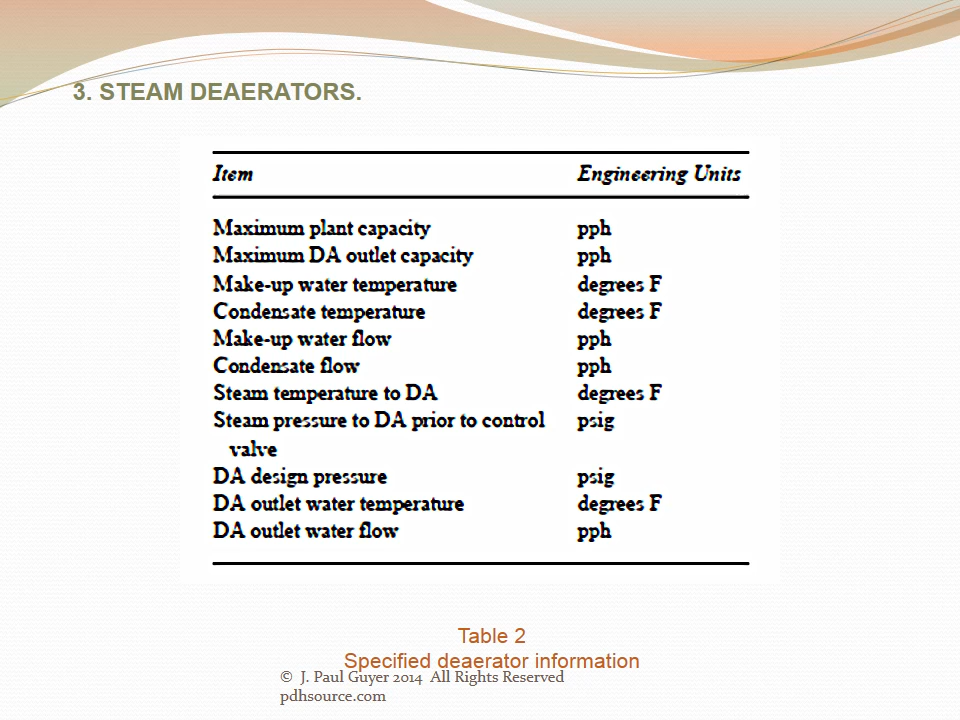 3. STEAM DEAERATORS.
Item Engineering Units
Maximum plant capacity pph
Maximum DA outlet capacity pph
Make-up water temperature degrees F
Condensate temperature degrees F
Make-up water flow pph
Condensate flow pph
Steam temperature to DA degrees F
Steam pressure to DA prior to control psig
valve
DA design pressure psig
DA outlet water temperature degrees F
DA outlet water flow pph
Table 2
Specified deaerator information
© J. Paul Guyer 2014 All Rights Reserved
pdhsource.com